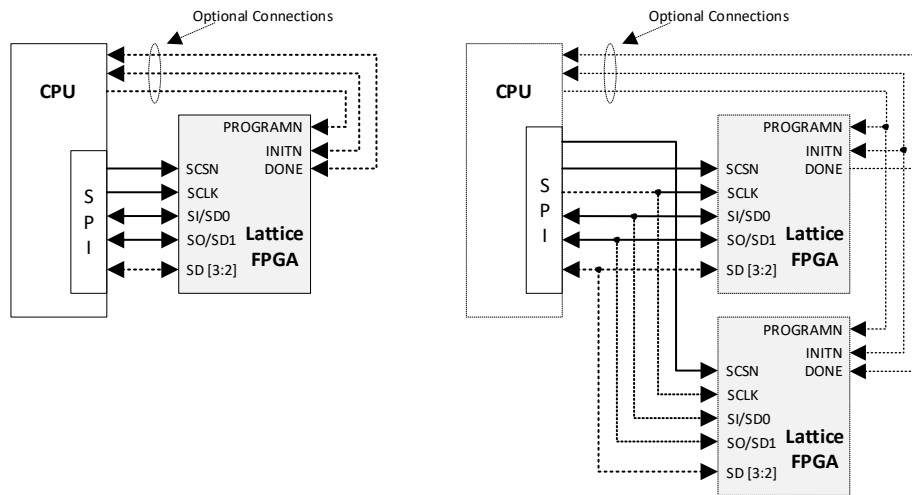 Optional Connections
CPU
PROGRAMN
INITN
DONE
SPI
SCSN
SCLK
SI/SD0
SO/SD1
SD [3:2]
Lattice
FPGA
Optional Connections
CPU
SPI
PROGRAMN
INITN
DONE
SCSN
SCLK
SI/SD0
SO/SD1
SD [3:2]
Lattice
FPGA
PROGRAMN
INITN
DONE
SCSN
SCLK
SI/SD0
SO/SD1
SD [3:2]
Lattice
FPGA